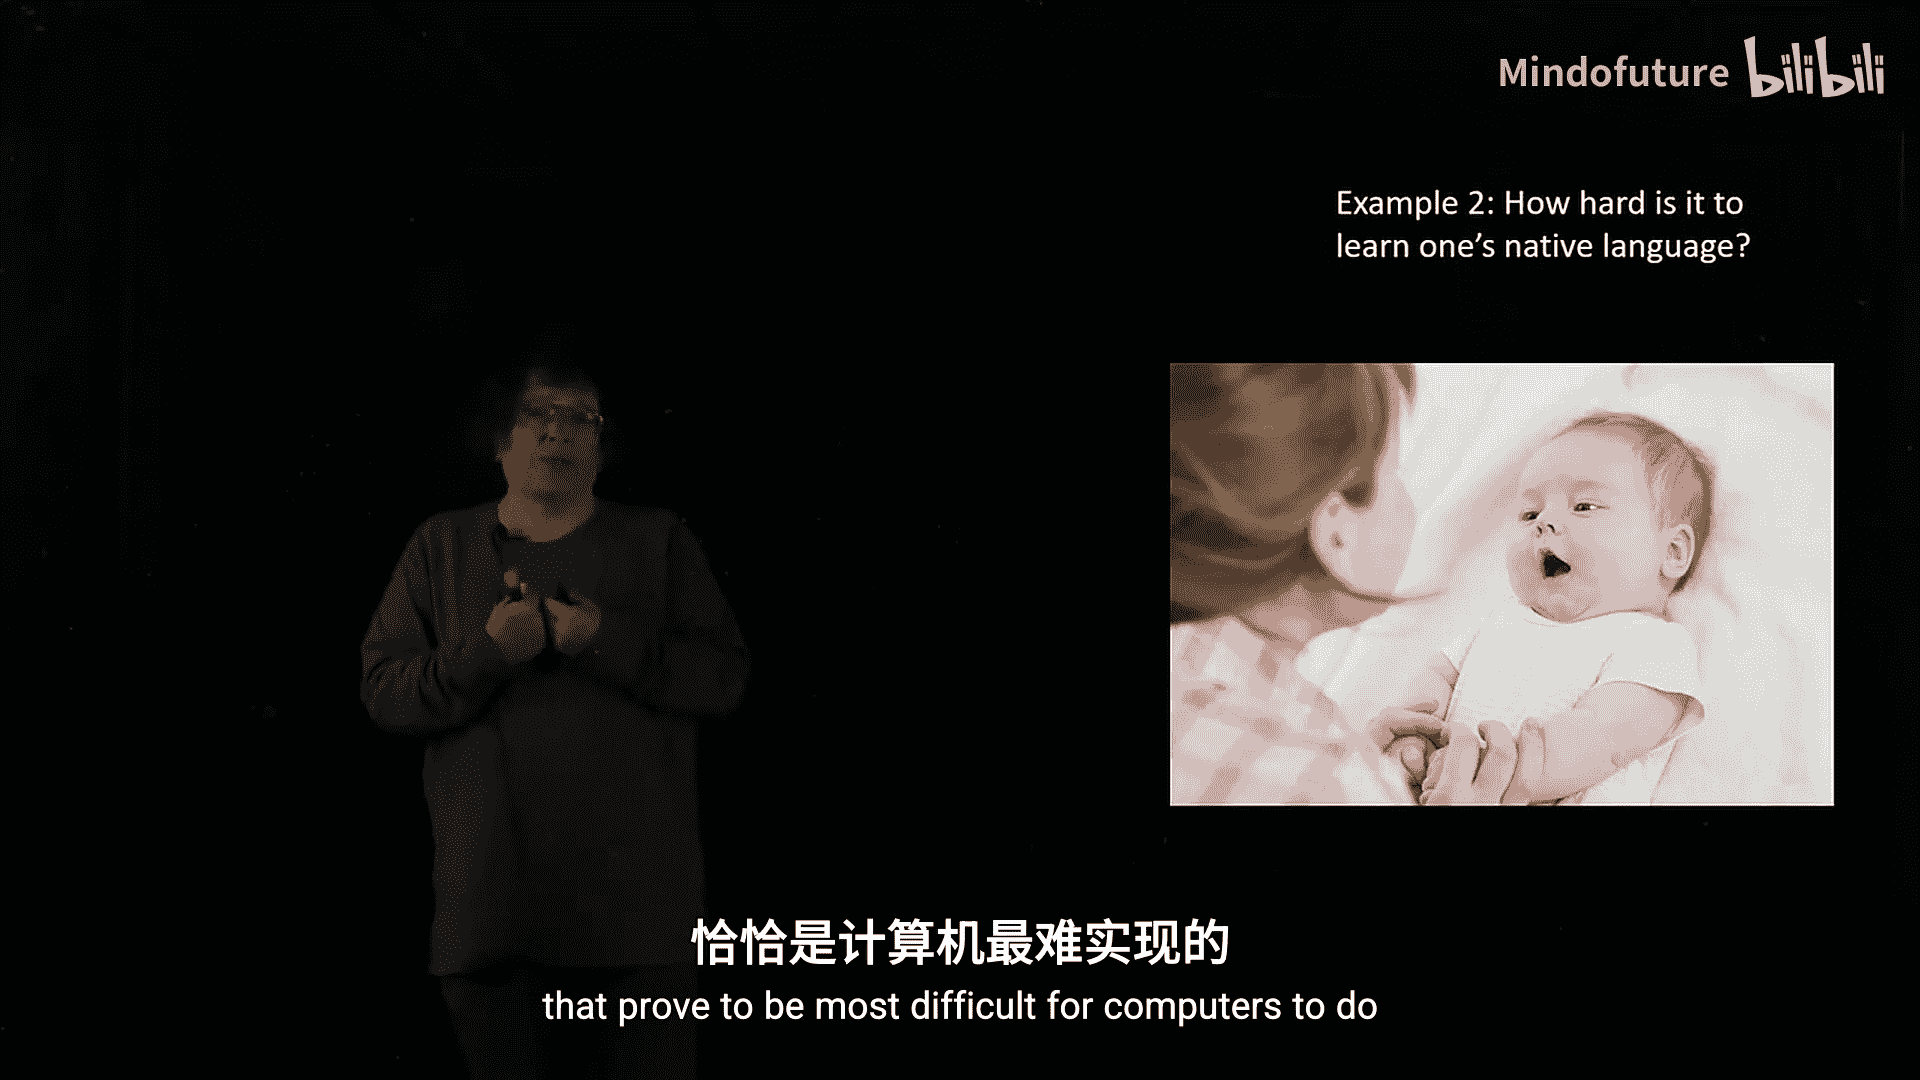 Mindofuture bilibili
Example 2: How hard is it to
learn one’s native language?
恰恰是计算机最难实现的
that prove to be most difficult for computers to do